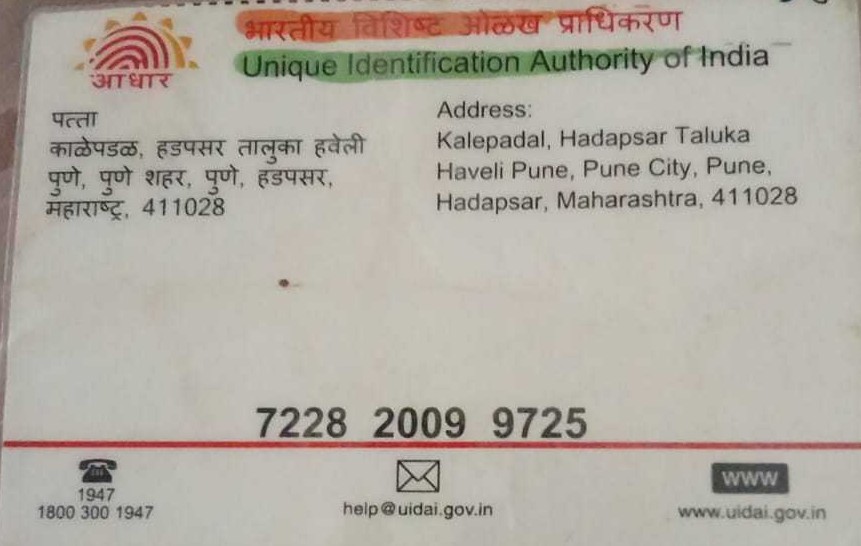 भारतीय विशिष्ट ओळख प्राधिकरण
Unique Identification Authority of India
आधार
पत्ता
काळेपडळ, हडपसर तालुका हवेली
पुणे, पुणे शहर, पुणे, हडपसर,
महाराष्ट्र, 411028
Address:
Kalepadal, Hadapsar Taluka
Haveli Pune, Pune City, Pune,
Hadapsar, Maharashtra, 411028
7228 2009 9725
1947
1800 300 1947
help@uidai.gov.in
www
www.uidai.gov.in